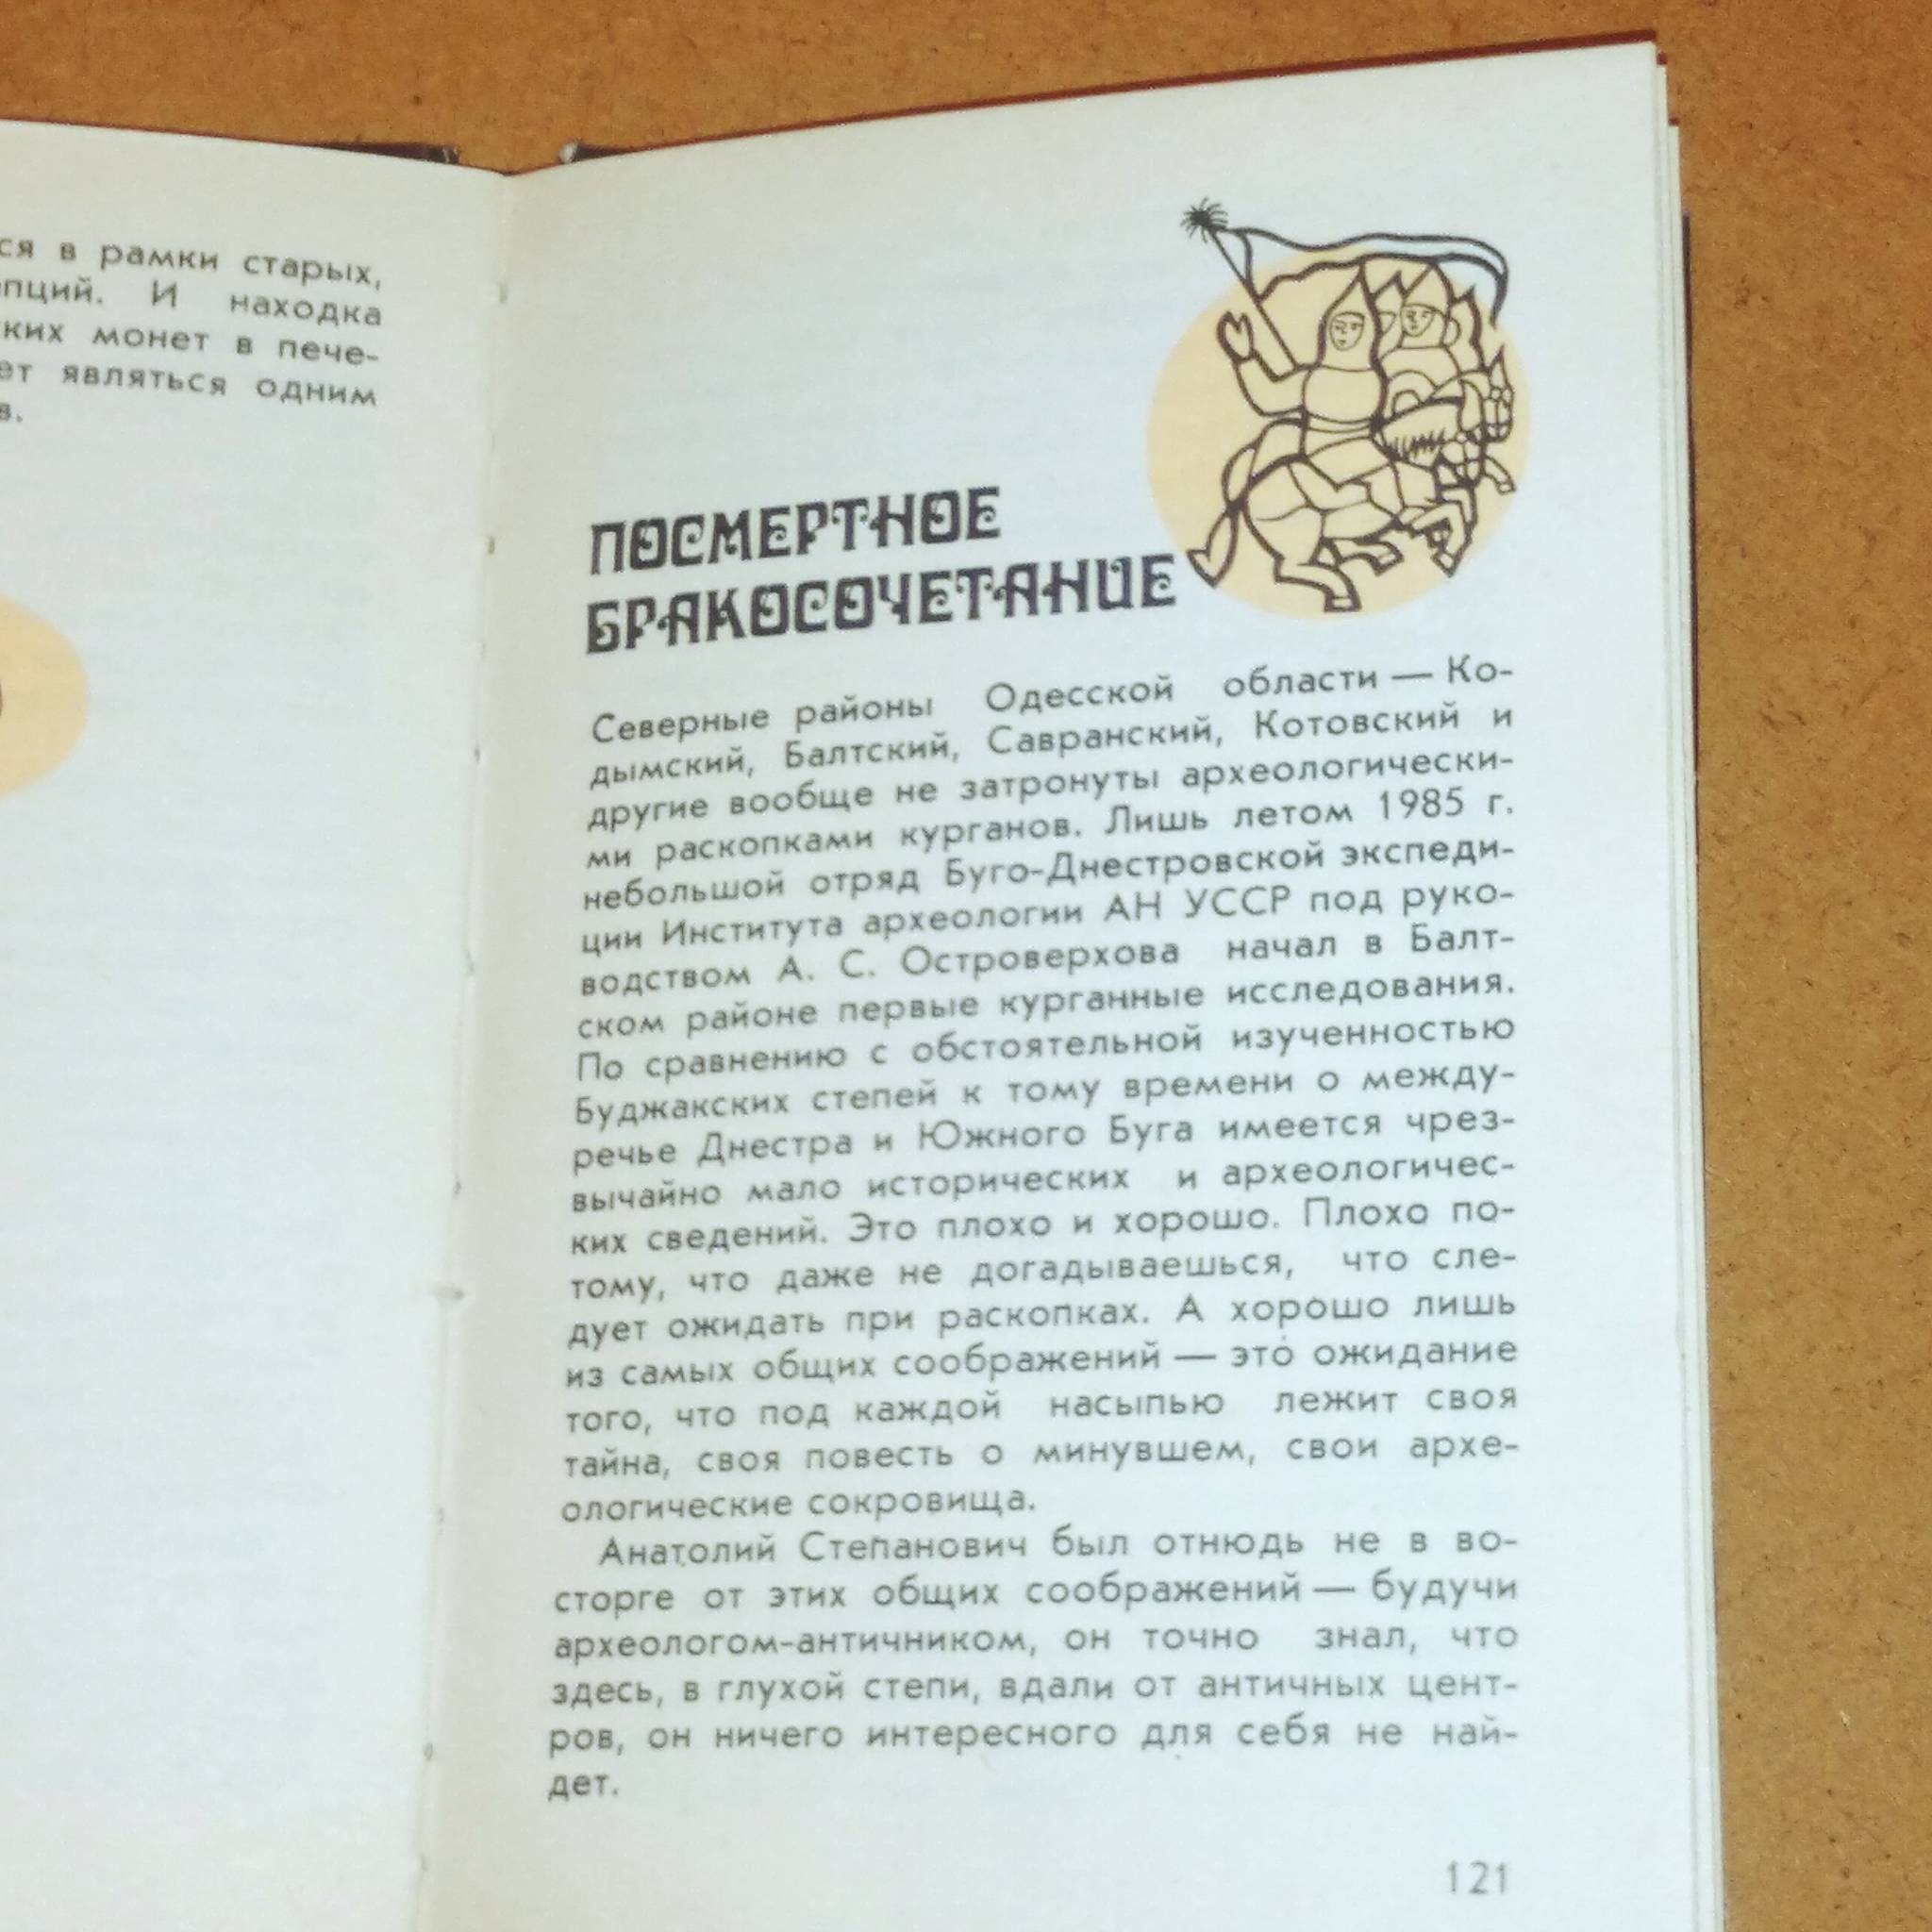 ся в рамки старых,
пций. И находка
ких монет в пече-
ет являться одним
в.
ПОСМЕРТНОЕ
БРАКОСОЧЕТАНИЕ
Северные районы Одесской области — Ко-
дымский, Балтский, Савранский, Котовский и
другие вообще не затронуты археологически-
ми раскопками курганов. Лишь летом 1985 г.
небольшой отряд Буго-Днестровской экспеди-
ции Института археологии АН УССР под руко-
водством А. С. Островерхова начал в Балт-
ском районе первые курганные исследования.
По сравнению с обстоятельной изученностью
Буджакских степей к тому времени о между-
речье Днестра и Южного Буга имеется чрез-
вычайно мало исторических и археологичес-
ких сведений. Это плохо и хорошо. Плохо по-
тому, что даже не догадываешься, что сле-
дует ожидать при раскопках. А хорошо лишь
из самых общих соображений — это ожидание
того, что под каждой насыпью лежит своя
тайна, своя повесть о минувшем, свои архе-
ологические сокровища.
Анатолий Степанович был отнюдь не в во-
сторге от этих общих соображений — будучи
археологом-античником, он точно знал, что
здесь, в глухой степи, вдали от античных цент-
ров, он ничего интересного для себя не най-
дет.
121